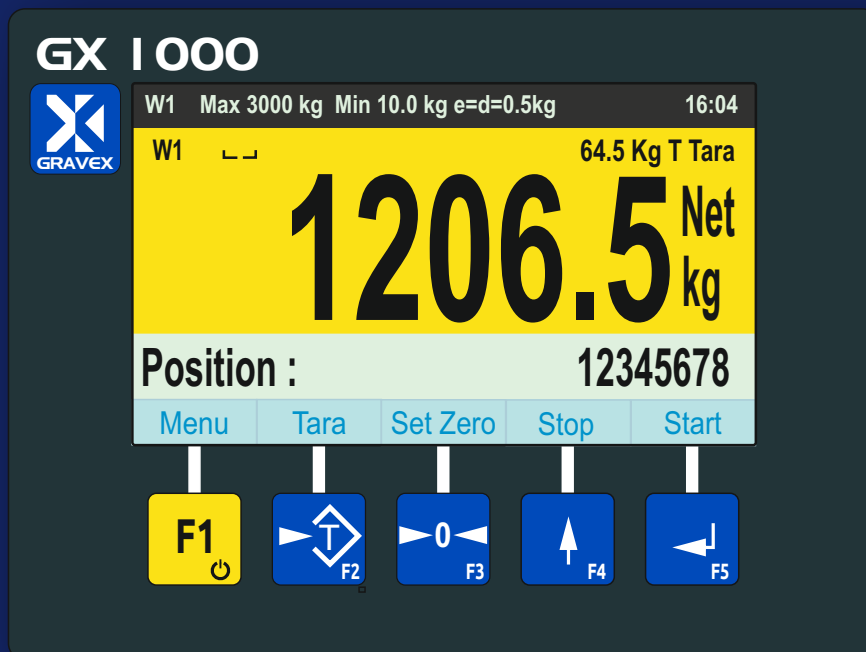 GX 1000
GRAVEX
W1 Max 3000 kg Min 10.0 kg e=d=0.5kg 16:04
W1 64.5 Kg T Tara
1206.5 Net kg
Position : 12345678
Menu Tara Set Zero Stop Start
F1 T F2 0 F3 F4 F5